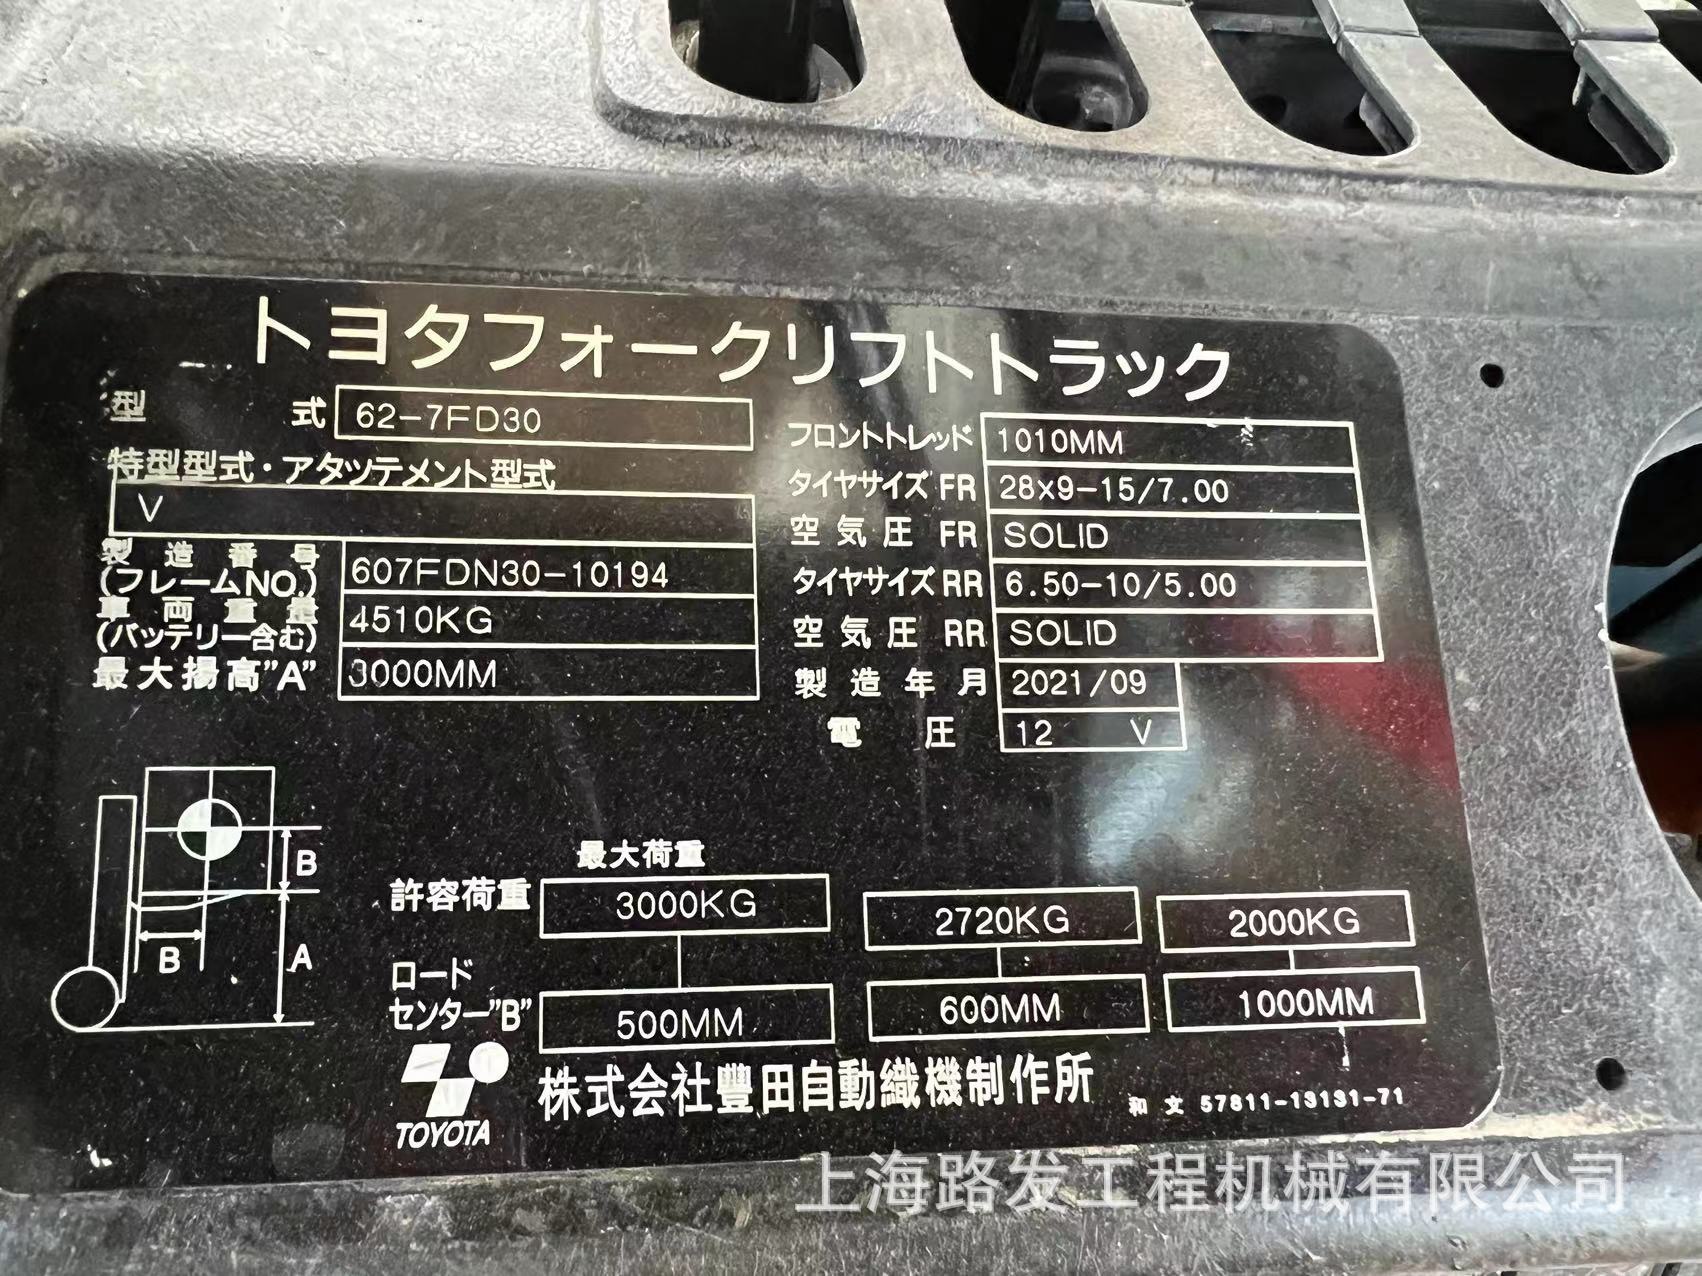 トヨタフォークリフトトラック
型 式 62-7FD30
特型型式・アタッテメント型式
V
製造番号
(フレームNO.) 607FDN30-10194
車両重量
(バッテリー含む) 4510KG
最大揚高"A" 3000MM
フロントトレッド 1010MM
タイヤサイズ FR 28x9-15/7.00
空気圧 FR SOLID
タイヤサイズ RR 6.50-10/5.00
空気圧 RR SOLID
製造年月 2021/09
電圧 12 V
B
B
A
最大荷重
許容荷重 3000KG 2720KG 2000KG
ロード
センター"B" 500MM 600MM 1000MM
TOYOTA
株式会社豐田自動織機制作所
和文 57811-13131-71
上海路发工程机械有限公司